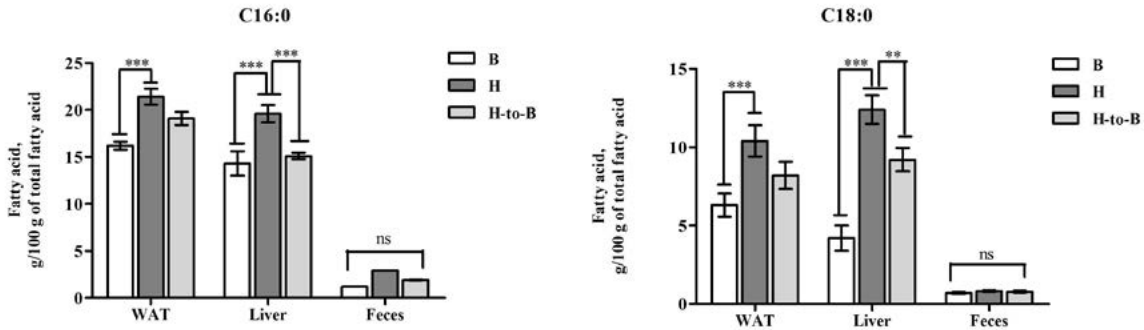 C16:0
Fatty acid,
g/100 g of total fatty acid
25
20
15
10
5
0
***
***
***
ns
WAT
Liver
Feces
B
H
H-to-B
C18:0
Fatty acid,
g/100 g of total fatty acid
15
10
5
0
***
***
**
ns
WAT
Liver
Feces
B
H
H-to-B